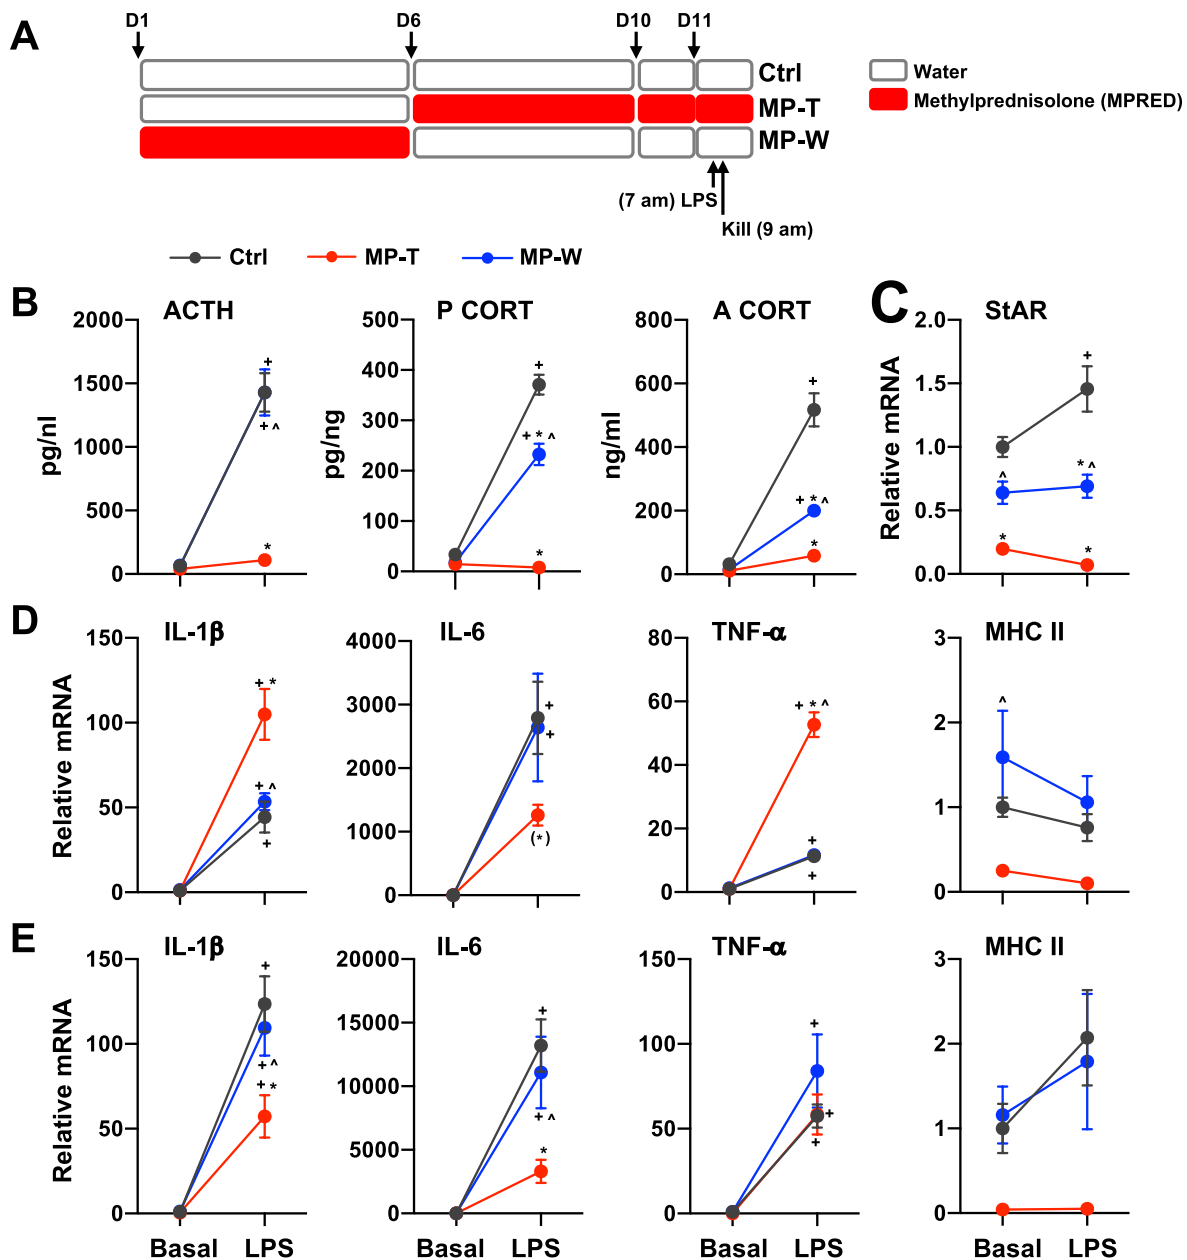 A
D1 D6 D10 D11
Ctrl
MP-T
MP-W
Water
Methylprednisolone (MPRED)
(7 am) LPS
Kill (9 am)
Ctrl MP-T MP-W
B
ACTH
pg/nl
2000
1500
1000
500
0
+
+ ^
*
P CORT
pg/ng
500
400
300
200
100
0
+
+ * ^
*
A CORT
ng/ml
800
600
400
200
0
+
+ * ^
*
C
StAR
Relative mRNA
2.0
1.5
1.0
0.5
0.0
+
^
* ^
*
*
D
IL-1β
Relative mRNA
150
100
50
0
+ *
+ ^
+
IL-6
4000
3000
2000
1000
0
+
+
(*)
TNF-α
80
60
40
20
0
+ * ^
+
+
MHC II
3
2
1
0
^
E
IL-1β
Relative mRNA
150
100
50
0
+
+ ^
+ *
Basal LPS
IL-6
20000
15000
10000
5000
0
+
+ ^
*
Basal LPS
TNF-α
150
100
50
0
+
+
+
Basal LPS
MHC II
3
2
1
0
Basal LPS